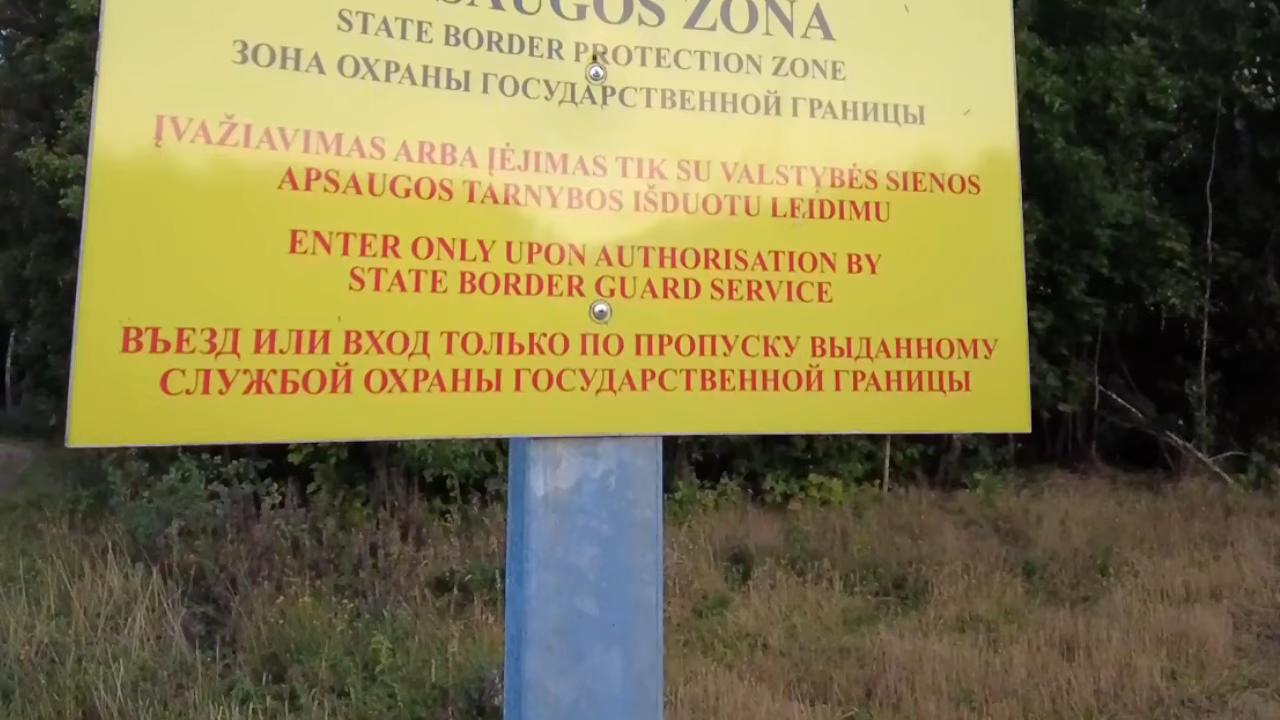 APSAUGOS ZONA
STATE BORDER PROTECTION ZONE
ЗОНА ОХРАНЫ ГОСУДАРСТВЕННОЙ ГРАНИЦЫ
ĮVAŽIAVIMAS ARBA ĮĖJIMAS TIK SU VALSTYBĖS SIENOS
APSAUGOS TARNYBOS IŠDUOTU LEIDIMU
ENTER ONLY UPON AUTHORISATION BY
STATE BORDER GUARD SERVICE
ВЪЕЗД ИЛИ ВХОД ТОЛЬКО ПО ПРОПУСКУ ВЫДАННОМУ
СЛУЖБОЙ ОХРАНЫ ГОСУДАРСТВЕННОЙ ГРАНИЦЫ